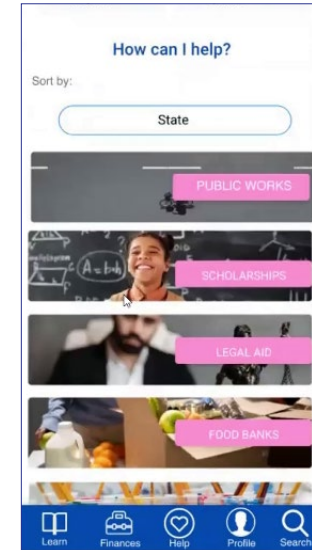 How can I help?
Sort by:
State
PUBLIC WORKS
SCHOLARSHIPS
LEGAL AID
FOOD BANKS
Learn
Finances
Help
Profile
Search